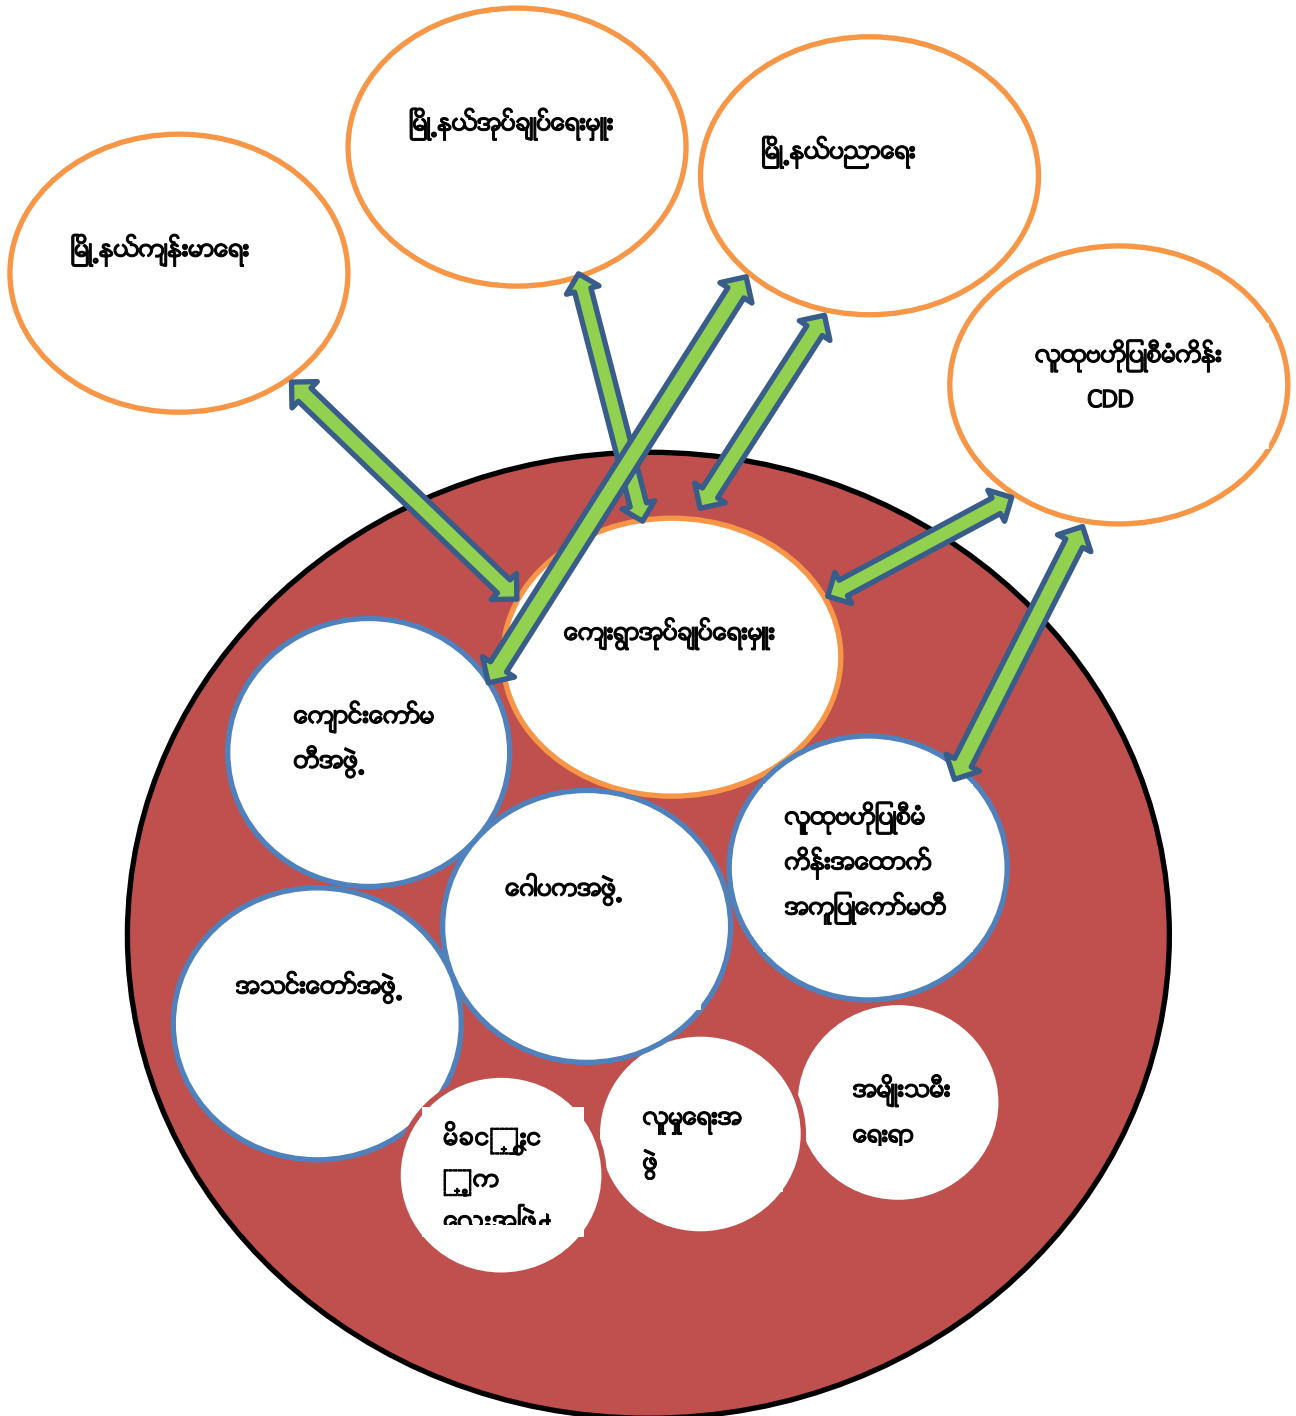 မြို့နယ်အုပ်ချုပ်ရေးမှူး
မြို့နယ်ပညာရေး
မြို့နယ်ကျန်းမာရေး
လူထုဗဟိုပြုစီမံကိန်း
CDD
ကျေးရွာအုပ်ချုပ်ရေးမှူး
ကျောင်းကော်မ
တီအဖွဲ့
လူထုဗဟိုပြုစီမံ
ကိန်းအထောက်
အကူပြုကော်မတီ
ဂေါပကအဖွဲ့
အသင်းတော်အဖွဲ့
အမျိုးသမီး
ရေးရာ
လူမှုရေးအ
ဖွဲ